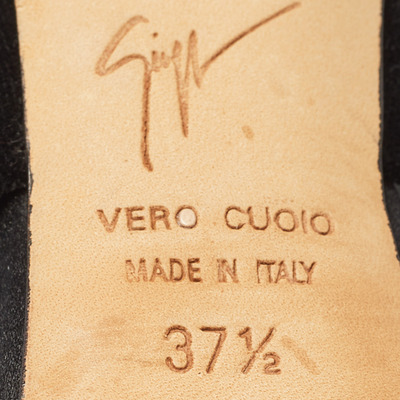 VERO CUOIO
MADE IN ITALY
37½